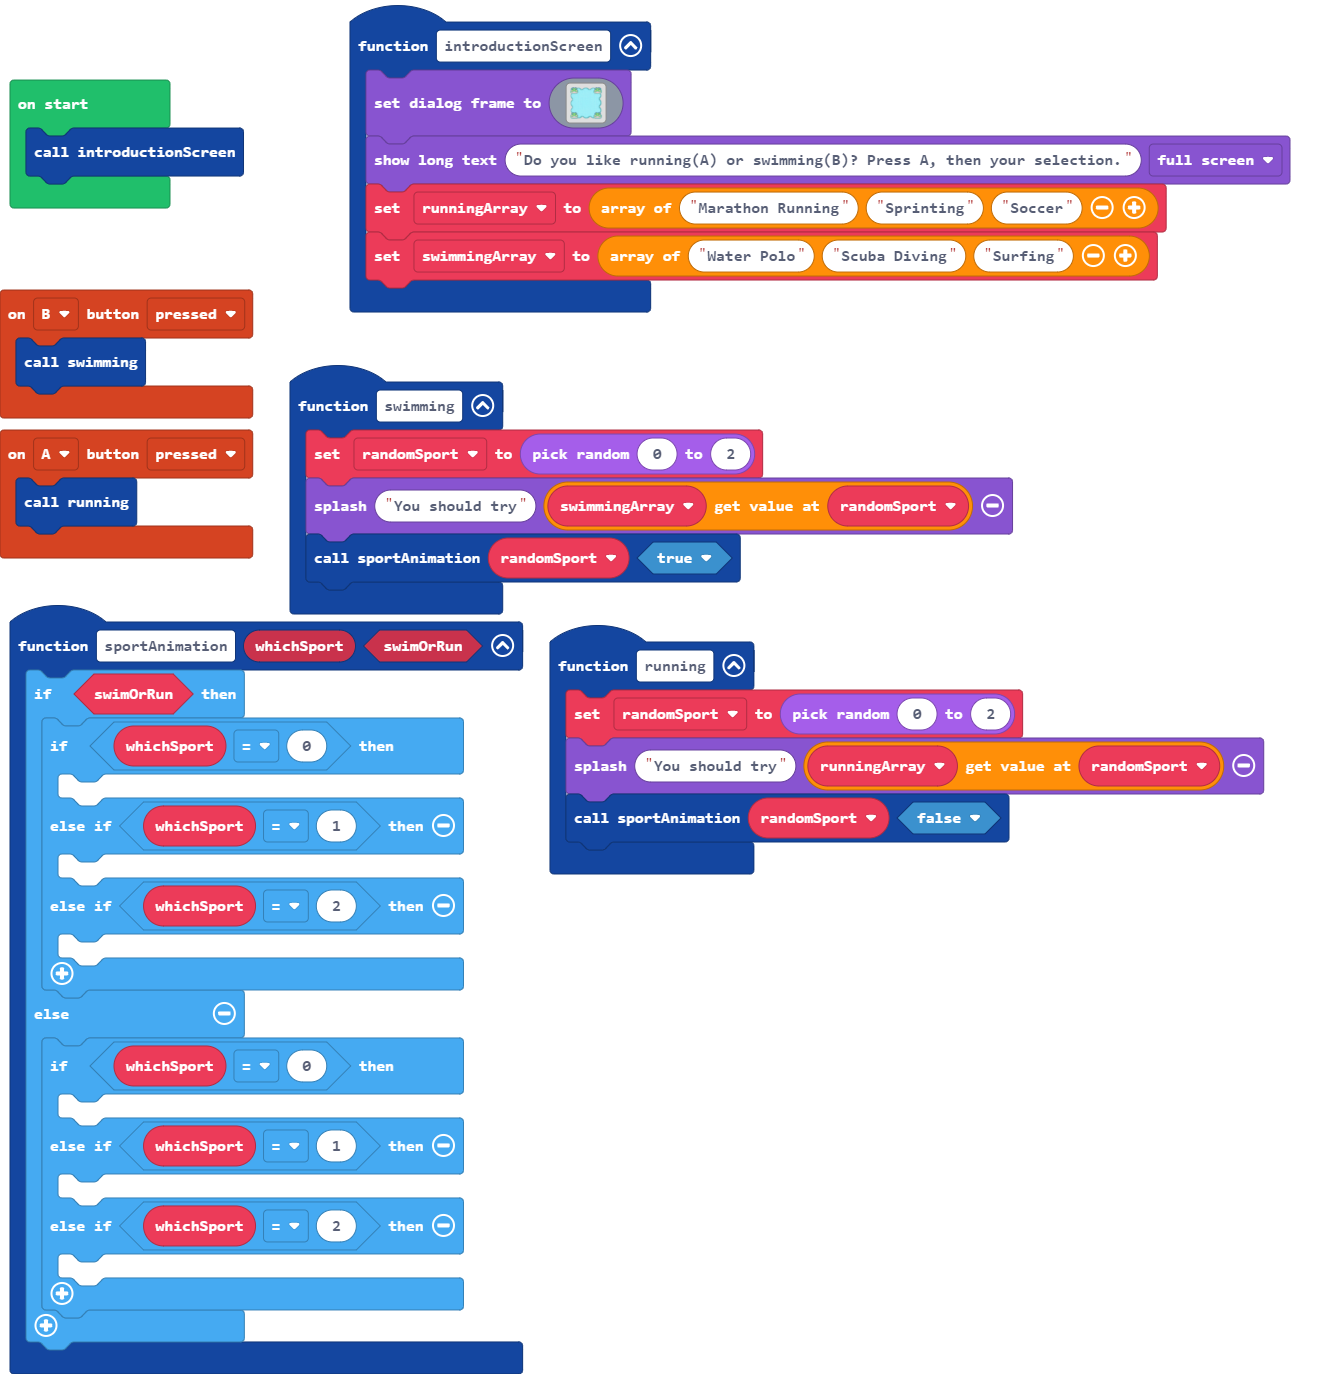 function introductionScreen
set dialog frame to
show long text "Do you like running(A) or swimming(B)? Press A, then your selection." full screen
set runningArray to array of "Marathon Running" "Sprinting" "Soccer"
set swimmingArray to array of "Water Polo" "Scuba Diving" "Surfing"
on start
call introductionScreen
on B button pressed
call swimming
on A button pressed
call running
function swimming
set randomSport to pick random 0 to 2
splash "You should try" swimmingArray get value at randomSport
call sportAnimation randomSport true
function sportAnimation whichSport swimOrRun
if swimOrRun then
if whichSport = 0 then
else if whichSport = 1 then
else if whichSport = 2 then
else
if whichSport = 0 then
else if whichSport = 1 then
else if whichSport = 2 then
function running
set randomSport to pick random 0 to 2
splash "You should try" runningArray get value at randomSport
call sportAnimation randomSport false